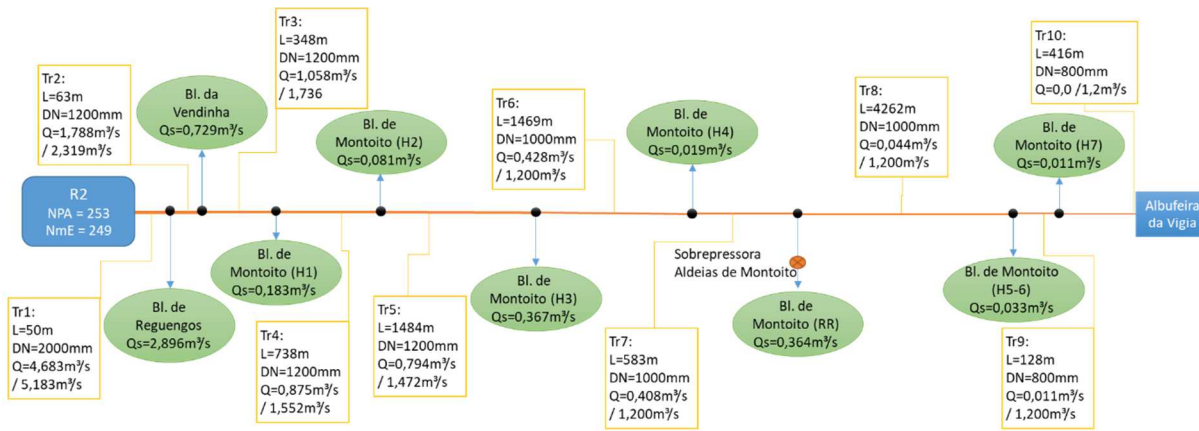 Tr3:
L=348m
DN=1200mm
Q=1,058m³/s
/ 1,736
Tr2:
L=63m
DN=1200mm
Q=1,788m³/s
/ 2,319m³/s
Bl. da
Vendinha
Qs=0,729m³/s
Bl. de
Montoito (H2)
Qs=0,081m³/s
Tr6:
L=1469m
DN=1000mm
Q=0,428m³/s
/ 1,200m³/s
Bl. de
Montoito (H4)
Qs=0,019m³/s
Tr8:
L=4262m
DN=1000mm
Q=0,044m³/s
/ 1,200m³/s
Tr10:
L=416m
DN=800mm
Q=0,0 /1,2m³/s
Bl. de
Montoito (H7)
Qs=0,011m³/s
R2
NPA = 253
NmE = 249
Albufeira
da Vigia
Tr1:
L=50m
DN=2000mm
Q=4,683m³/s
/ 5,183m³/s
Bl. de
Reguengos
Qs=2,896m³/s
Bl. de
Montoito (H1)
Qs=0,183m³/s
Tr4:
L=738m
DN=1200mm
Q=0,875m³/s
/ 1,552m³/s
Tr5:
L=1484m
DN=1200mm
Q=0,794m³/s
/ 1,472m³/s
Bl. de
Montoito (H3)
Qs=0,367m³/s
Sobrepressora
Aldeias de Montoito
Tr7:
L=583m
DN=1000mm
Q=0,408m³/s
/ 1,200m³/s
Bl. de
Montoito (RR)
Qs=0,364m³/s
Bl. de Montoito
(H5-6)
Qs=0,033m³/s
Tr9:
L=128m
DN=800mm
Q=0,011m³/s
/ 1,200m³/s